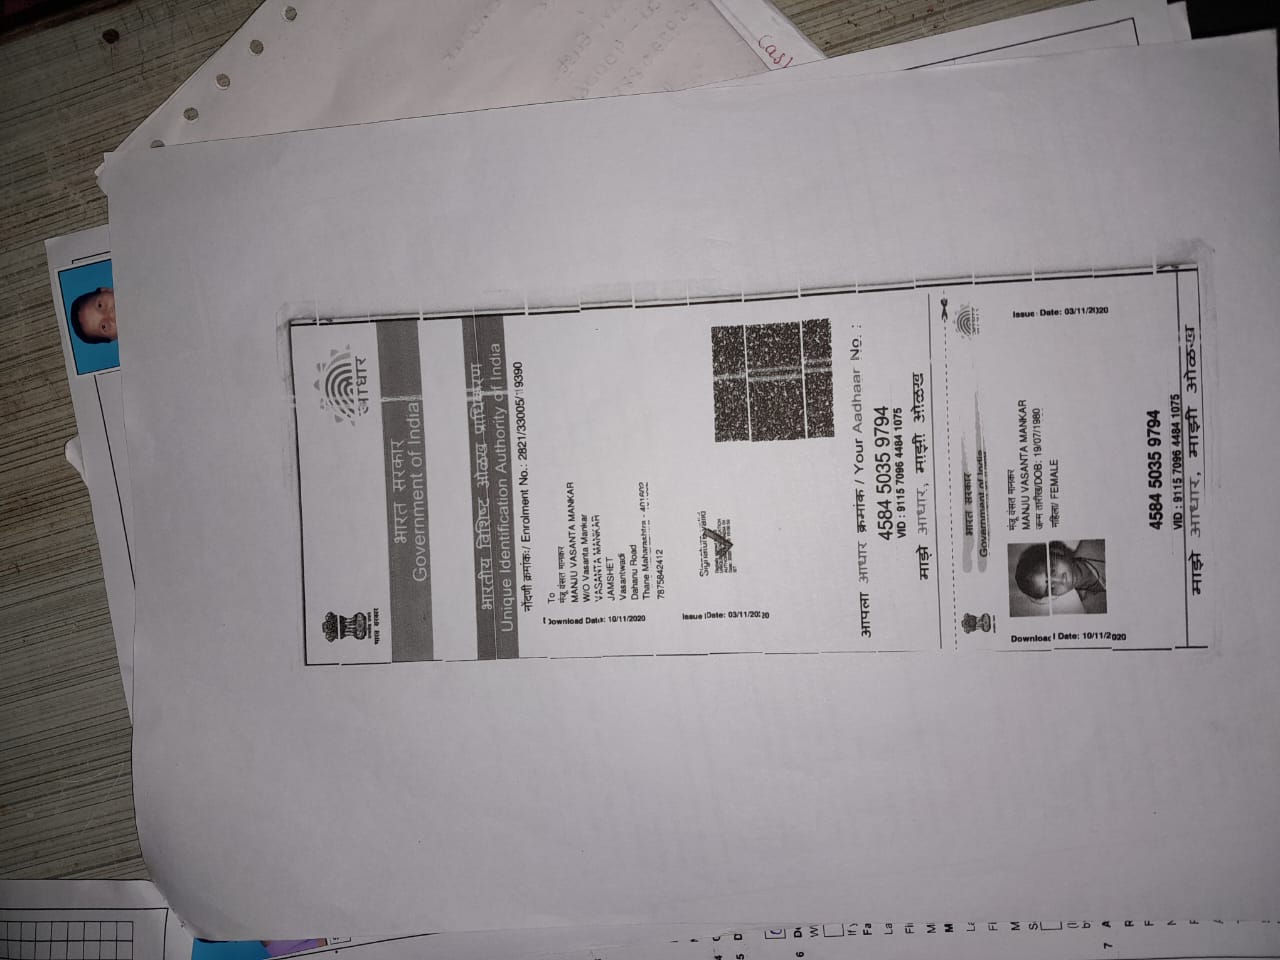 Cash
आधार
भारत सरकार
भारत सरकार
Government of India
भारतीय विशिष्ट ओळख प्राधिकरण
Unique Identification Authority of India
नोंदणी क्रमांक:/ Enrolment No.: 2821/33005/19390
To
मंजू वसंत मानकर
MANJU VASANTA MANKAR
W/O Vasanta Mankar
VASANTA MANKAR
JAMSHET
Vasantwadi
Dahanu Road
Thane Maharashtra - 401602
7875842412
Download Date: 10/11/2020
Issue Date: 03/11/2020
Signature valid
आपला आधार क्रमांक / Your Aadhaar No. :
4584 5035 9794
VID : 9115 7096 4484 1075
माझे आधार, माझी ओळख
भारत सरकार
Government of India
Issue Date: 03/11/2020
मंजू वसंत मानकर
MANJU VASANTA MANKAR
जन्म तारीख/DOB: 19/07/1980
महिला/ FEMALE
Download Date: 10/11/2020
4584 5035 9794
VID : 9115 7096 4484 1075
माझे आधार, माझी ओळख